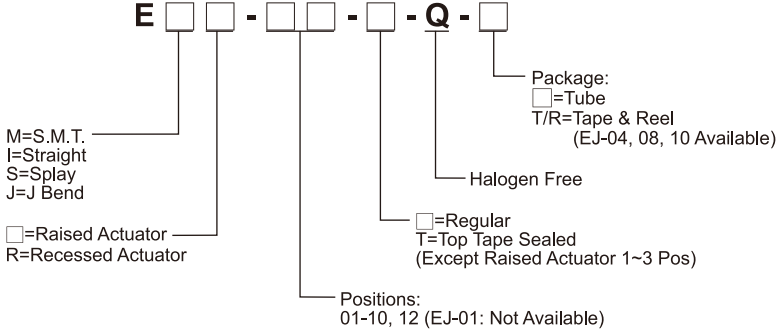 E□□-□□-□-Q-□
Package:
□=Tube
T/R=Tape & Reel
(EJ-04, 08, 10 Available)
M=S.M.T.
I=Straight
S=Splay
J=J Bend
Halogen Free
□=Raised Actuator
R=Recessed Actuator
□=Regular
T=Top Tape Sealed
(Except Raised Actuator 1~3 Pos)
Positions:
01-10, 12 (EJ-01: Not Available)